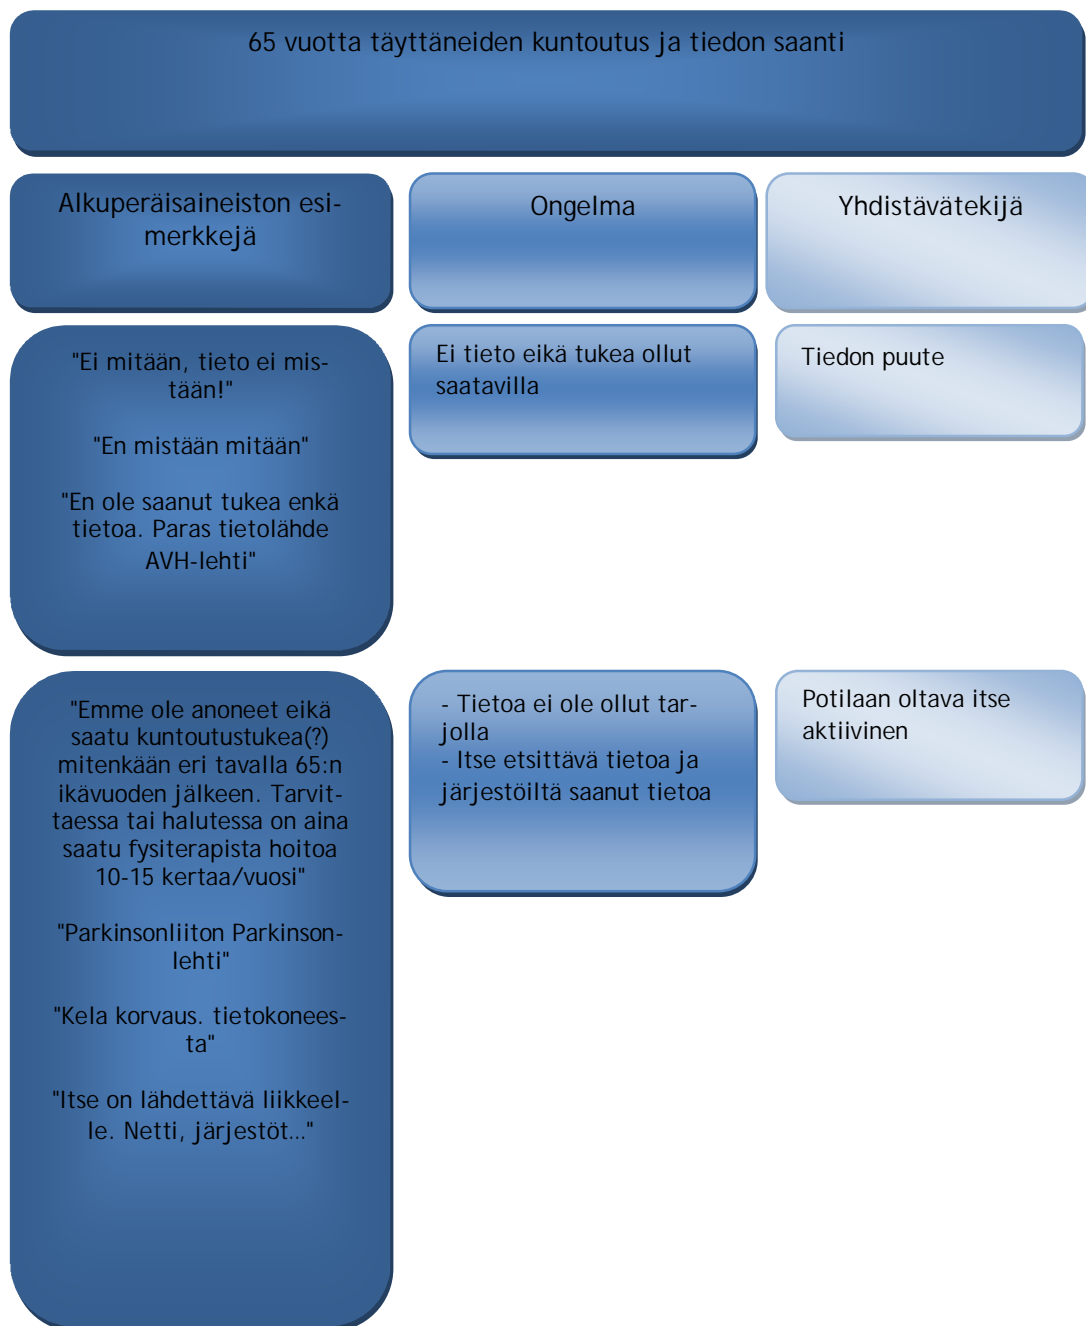 65 vuotta täyttäneiden kuntoutus ja tiedon saanti
Alkuperäisaineiston esi-
merkkejä
Ongelma
Yhdistävätekijä
"Ei mitään, tieto ei mis-
tään!"
"En mistään mitään"
"En ole saanut tukea enkä
tietoa. Paras tietolähde
AVH-lehti"
Ei tieto eikä tukea ollut
saatavilla
Tiedon puute
"Emme ole anoneet eikä
saatu kuntoutustukea(?)
mitenkään eri tavalla 65:n
ikävuoden jälkeen. Tarvit-
taessa tai halutessa on aina
saatu fysiterapista hoitoa
10-15 kertaa/vuosi"
"Parkinsonliiton Parkinson-
lehti"
"Kela korvaus. tietokonees-
ta"
"Itse on lähdettävä liikkeel-
le. Netti, järjestöt…"
- Tietoa ei ole ollut tar-
jolla
- Itse etsittävä tietoa ja
järjestöiltä saanut tietoa
Potilaan oltava itse
aktiivinen